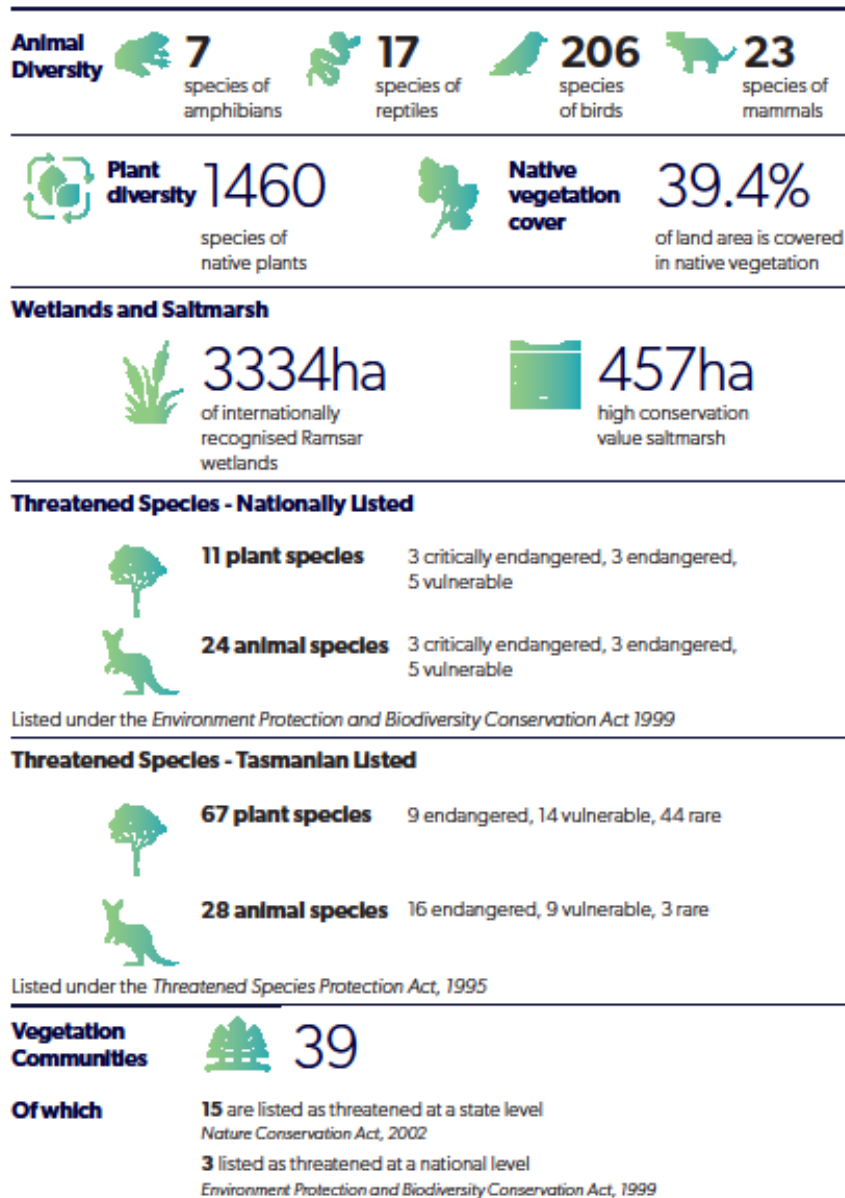 Animal Diversity
7 species of amphibians
17 species of reptiles
206 species of birds
23 species of mammals
Plant diversity
1460
species of native plants
Native vegetation cover
39.4%
of land area is covered in native vegetation
Wetlands and Saltmarsh
3334ha
of internationally recognised Ramsar wetlands
457ha
high conservation value saltmarsh
Threatened Species - Nationally Listed
11 plant species
3 critically endangered, 3 endangered,
5 vulnerable
24 animal species
3 critically endangered, 3 endangered,
5 vulnerable
Listed under the Environment Protection and Biodiversity Conservation Act 1999
Threatened Species - Tasmanian Listed
67 plant species
9 endangered, 14 vulnerable, 44 rare
28 animal species
16 endangered, 9 vulnerable, 3 rare
Listed under the Threatened Species Protection Act, 1995
Vegetation Communities
39
Of which
15 are listed as threatened at a state level
Nature Conservation Act, 2002
3 listed as threatened at a national level
Environment Protection and Biodiversity Conservation Act, 1999